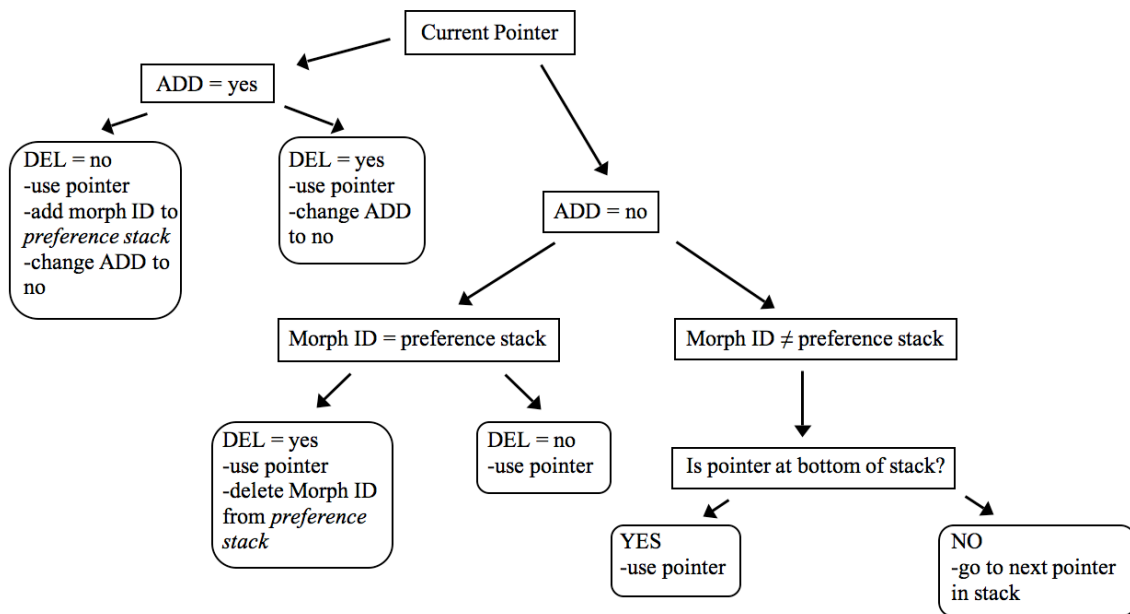 Current Pointer
ADD = yes
DEL = no
-use pointer
-add morph ID to
preference stack
-change ADD to
no
DEL = yes
-use pointer
-change ADD
to no
ADD = no
Morph ID = preference stack
Morph ID ≠ preference stack
DEL = yes
-use pointer
-delete Morph ID
from preference
stack
DEL = no
-use pointer
Is pointer at bottom of stack?
YES
-use pointer
NO
-go to next pointer
in stack